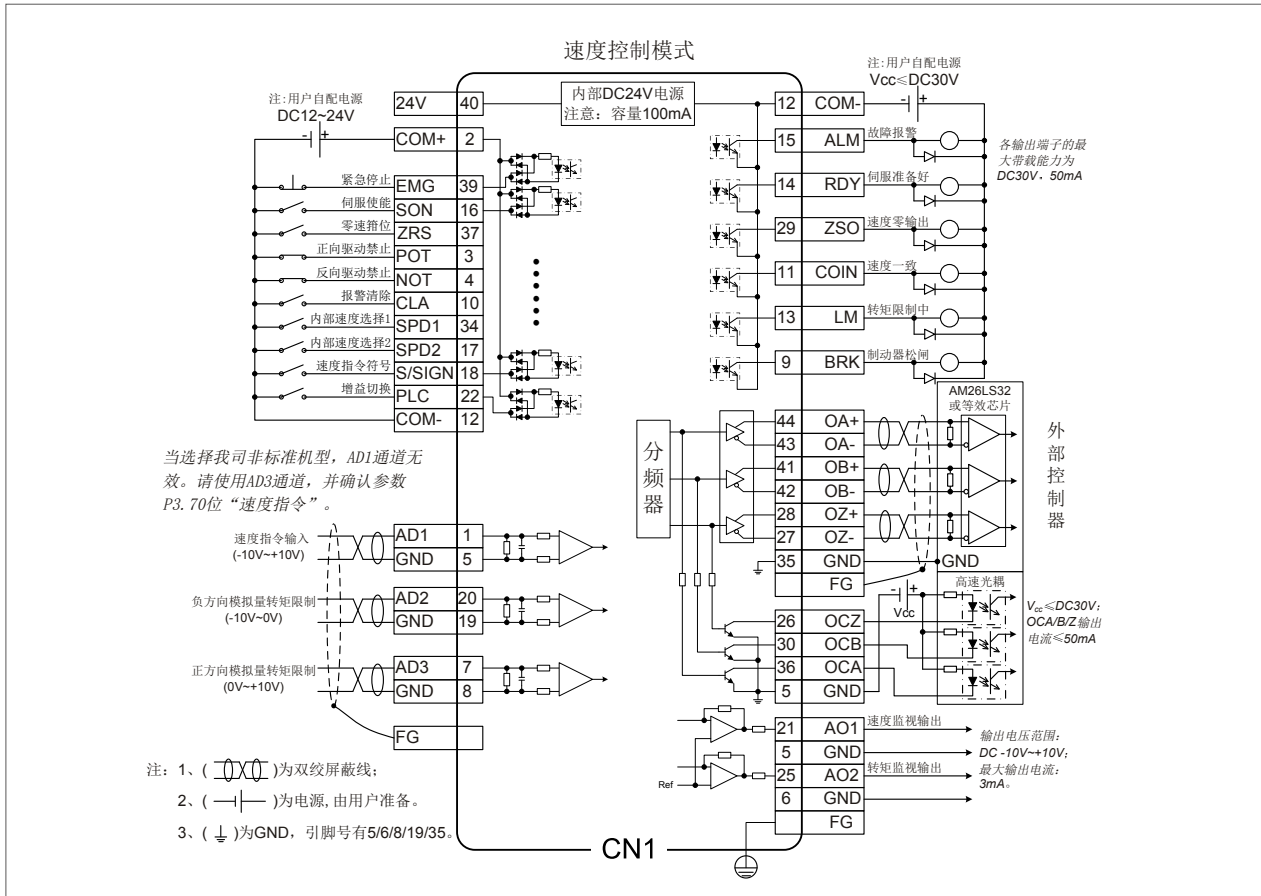 速度控制模式
注:用户自配电源
DC12~24V
- +
24V 40
COM+ 2
紧急停止 EMG 39
伺服使能 SON 16
零速箝位 ZRS 37
正向驱动禁止 POT 3
反向驱动禁止 NOT 4
报警清除 CLA 10
内部速度选择1 SPD1 34
内部速度选择2 SPD2 17
速度指令符号 S/SIGN 18
增益切换 PLC 22
COM- 12
内部DC24V电源
注意：容量100mA
当选择我司非标准机型，AD1通道无
效。请使用AD3通道，并确认参数
P3.70位“速度指令”。
速度指令输入
(-10V~+10V)
AD1 1
GND 5
负方向模拟量转矩限制
(-10V~0V)
AD2 20
GND 19
正方向模拟量转矩限制
(0V~+10V)
AD3 7
GND 8
FG
注:用户自配电源
Vcc≤DC30V
- +
12 COM-
15 ALM 故障报警
14 RDY 伺服准备好
29 ZSO 速度零输出
11 COIN 速度一致
13 LM 转矩限制中
9 BRK 制动器松闸
各输出端子的最
大带载能力为
DC30V，50mA
分频器
44 OA+
43 OA-
41 OB+
42 OB-
28 OZ+
27 OZ-
35 GND
FG
AM26LS32
或等效芯片
外部控制器
GND
- +
Vcc
高速光耦
26 OCZ
30 OCB
36 OCA
5 GND
Vcc≤DC30V；
OCA/B/Z输出
电流≤50mA
21 AO1 速度监视输出
5 GND
25 AO2 转矩监视输出
6 GND
FG
Ref
输出电压范围：
DC -10V~+10V；
最大输出电流：
3mA。
注：1、( )为双绞屏蔽线；
2、( )为电源,由用户准备。
3、( )为GND，引脚号有5/6/8/19/35。
CN1